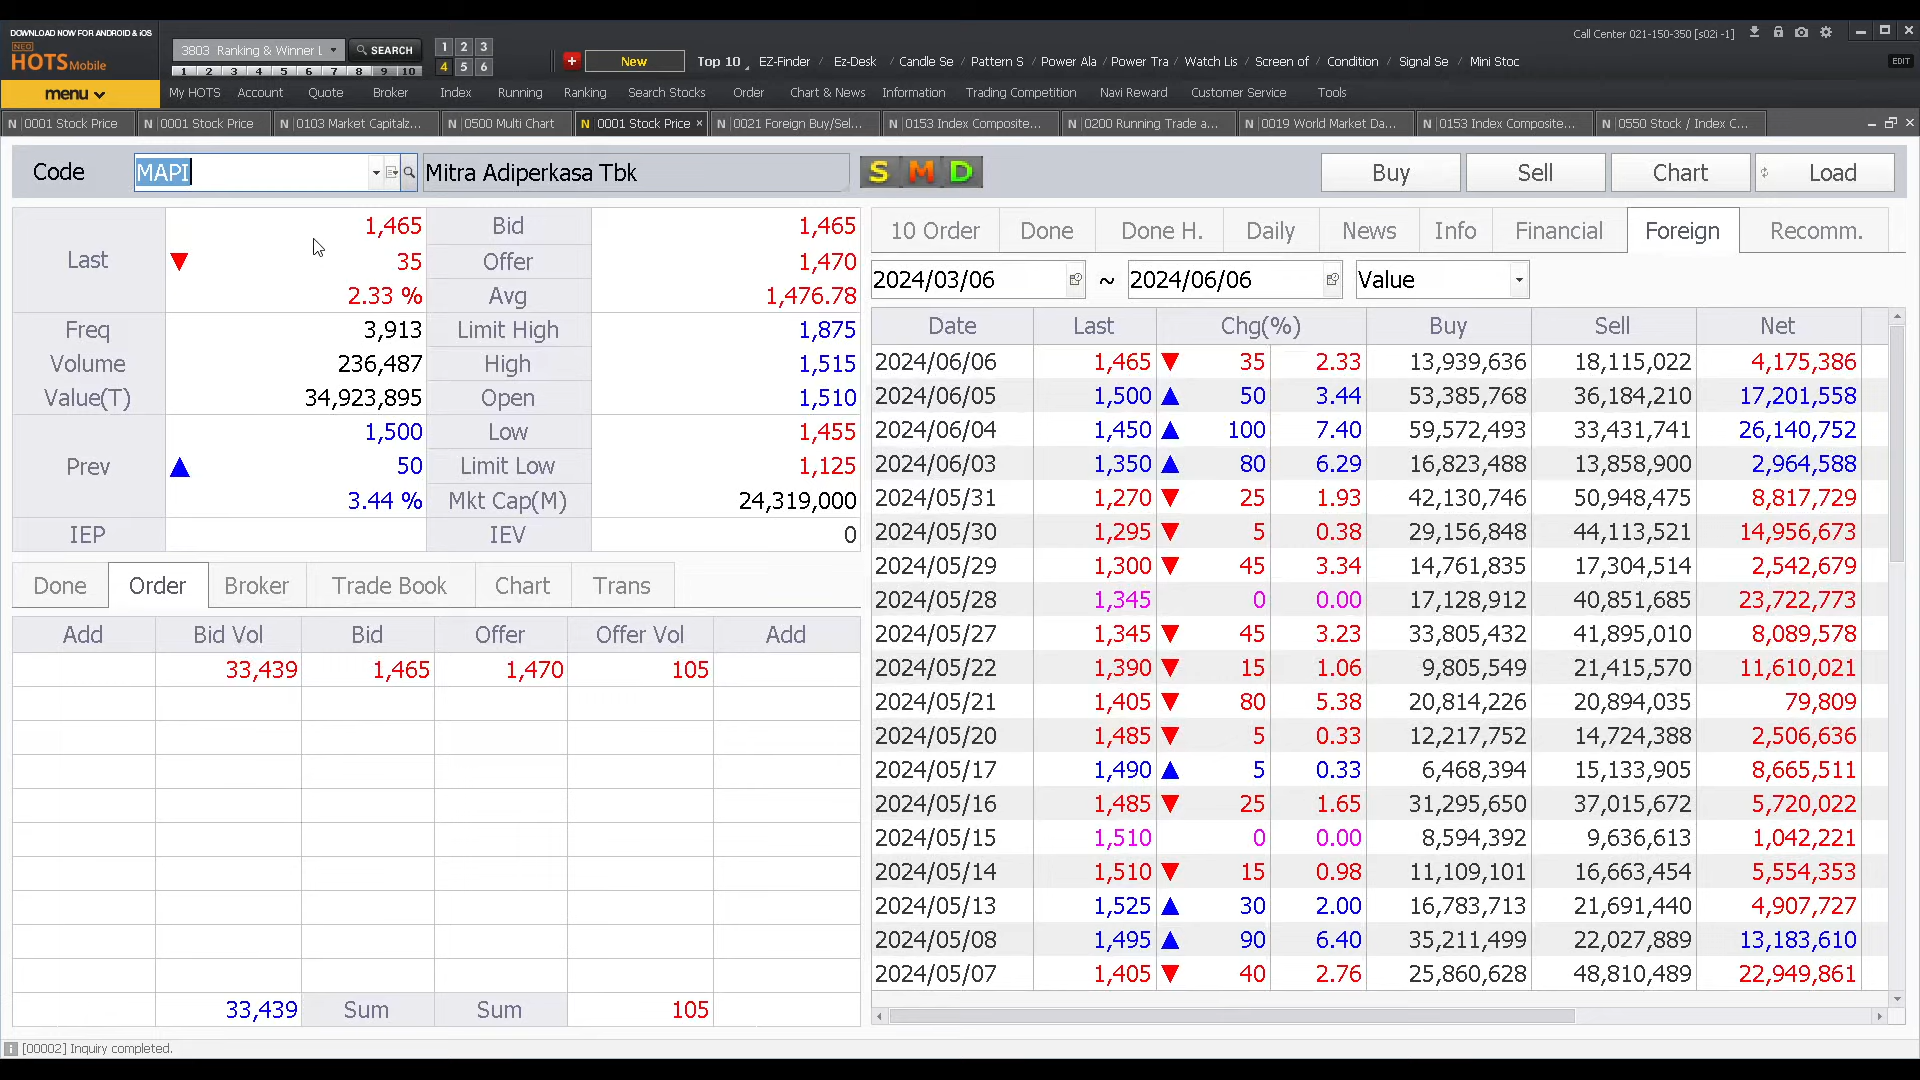 DOWNLOAD NOW FOR ANDROID & iOS
NEO
HOTS Mobile
menu
3803 Ranking & Winner L
SEARCH
1 2 3 4 5 6 7 8 9 10
1 2 3
4 5 6
New
Top 10
EZ-Finder / Ez-Desk / Candle Se / Pattern S / Power Ala / Power Tra / Watch Lis / Screen of / Condition / Signal Se / Mini Stoc
Call Center 021-150-350 [s02i -1]
EDIT
My HOTS Account Quote Broker Index Running Ranking Search Stocks Order Chart & News Information Trading Competition Navi Reward Customer Service Tools
N 0001 Stock Price N 0001 Stock Price N 0103 Market Capitalz... N 0500 Multi Chart N 0001 Stock Price × N 0021 Foreign Buy/Sel... N 0153 Index Composite... N 0200 Running Trade a... N 0019 World Market Da... N 0153 Index Composite... N 0550 Stock / Index C...
Code MAPI Mitra Adiperkasa Tbk S M D Buy Sell Chart Load
Last 1,465 Bid 1,465
▼ 35 Offer 1,470
2.33 % Avg 1,476.78
Freq 3,913 Limit High 1,875
Volume 236,487 High 1,515
Value(T) 34,923,895 Open 1,510
Prev 1,500 Low 1,455
▲ 50 Limit Low 1,125
3.44 % Mkt Cap(M) 24,319,000
IEP IEV 0
Done Order Broker Trade Book Chart Trans
Add Bid Vol Bid Offer Offer Vol Add
33,439 1,465 1,470 105
33,439 Sum Sum 105
10 Order Done Done H. Daily News Info Financial Foreign Recomm.
2024/03/06 ~ 2024/06/06 Value
Date Last Chg(%) Buy Sell Net
2024/06/06 1,465 ▼ 35 2.33 13,939,636 18,115,022 4,175,386
2024/06/05 1,500 ▲ 50 3.44 53,385,768 36,184,210 17,201,558
2024/06/04 1,450 ▲ 100 7.40 59,572,493 33,431,741 26,140,752
2024/06/03 1,350 ▲ 80 6.29 16,823,488 13,858,900 2,964,588
2024/05/31 1,270 ▼ 25 1.93 42,130,746 50,948,475 8,817,729
2024/05/30 1,295 ▼ 5 0.38 29,156,848 44,113,521 14,956,673
2024/05/29 1,300 ▼ 45 3.34 14,761,835 17,304,514 2,542,679
2024/05/28 1,345 0 0.00 17,128,912 40,851,685 23,722,773
2024/05/27 1,345 ▼ 45 3.23 33,805,432 41,895,010 8,089,578
2024/05/22 1,390 ▼ 15 1.06 9,805,549 21,415,570 11,610,021
2024/05/21 1,405 ▼ 80 5.38 20,814,226 20,894,035 79,809
2024/05/20 1,485 ▼ 5 0.33 12,217,752 14,724,388 2,506,636
2024/05/17 1,490 ▲ 5 0.33 6,468,394 15,133,905 8,665,511
2024/05/16 1,485 ▼ 25 1.65 31,295,650 37,015,672 5,720,022
2024/05/15 1,510 0 0.00 8,594,392 9,636,613 1,042,221
2024/05/14 1,510 ▼ 15 0.98 11,109,101 16,663,454 5,554,353
2024/05/13 1,525 ▲ 30 2.00 16,783,713 21,691,440 4,907,727
2024/05/08 1,495 ▲ 90 6.40 35,211,499 22,027,889 13,183,610
2024/05/07 1,405 ▼ 40 2.76 25,860,628 48,810,489 22,949,861
[00002] Inquiry completed.